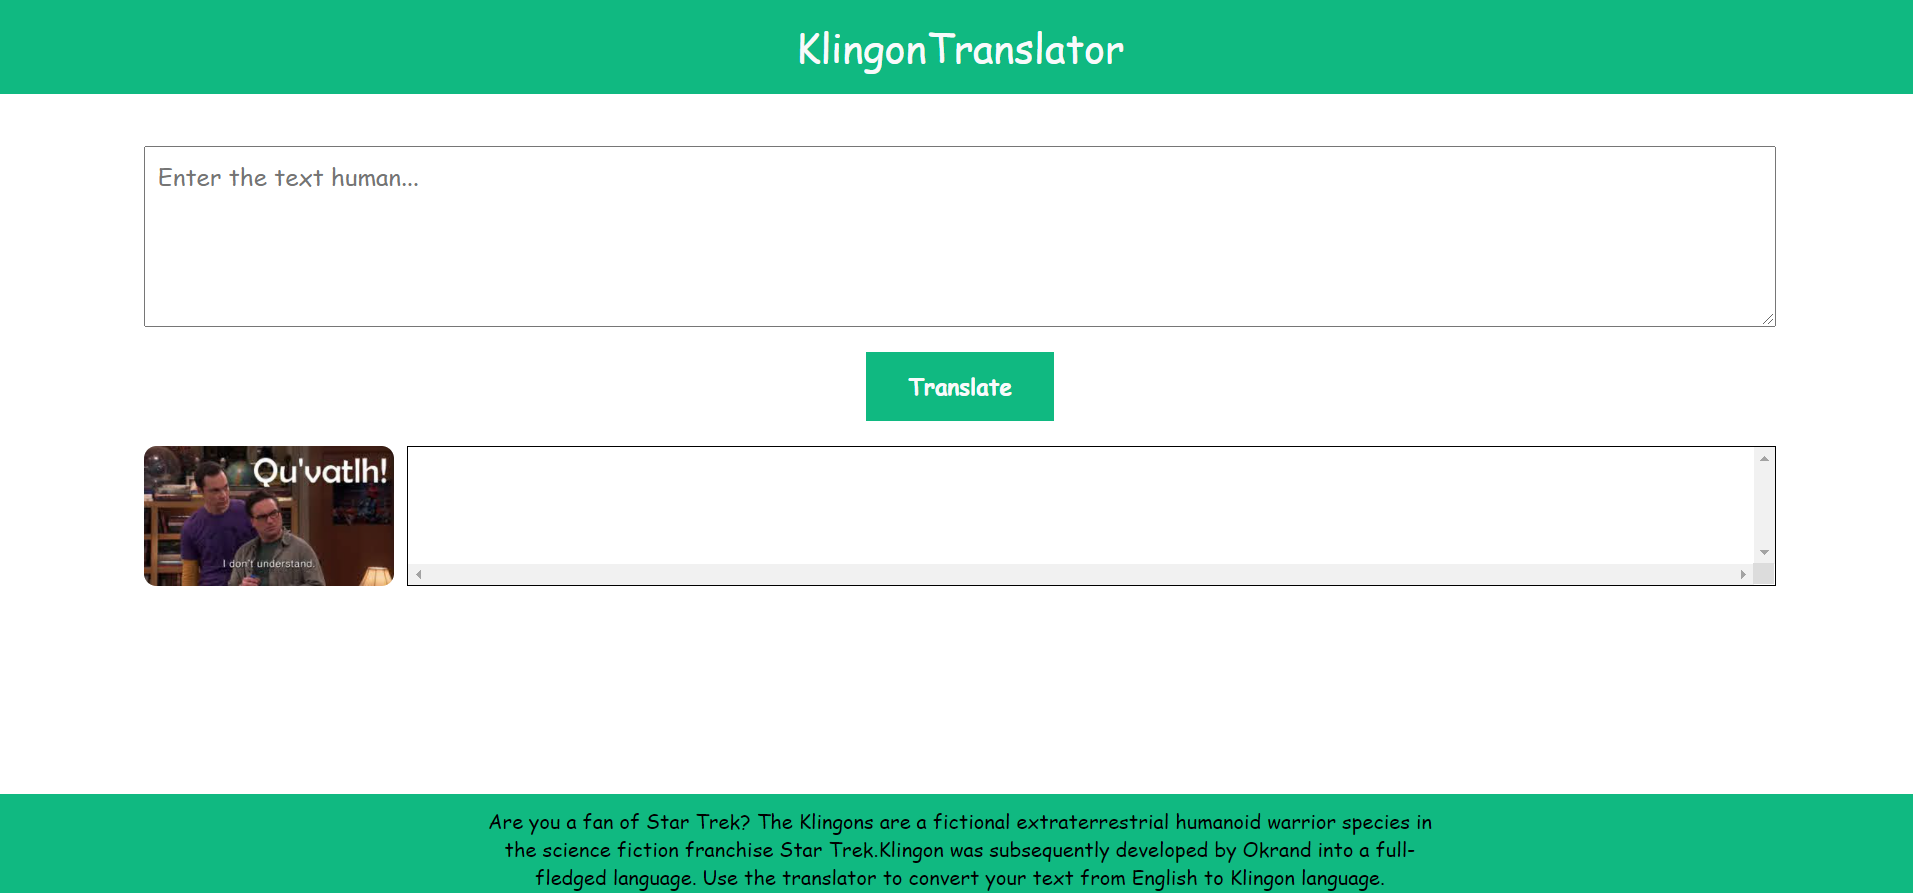 KlingonTranslator
Enter the text human...
Translate
Qu'vatlh!
I don't understand.
Are you a fan of Star Trek? The Klingons are a fictional extraterrestrial humanoid warrior species in
the science fiction franchise Star Trek.Klingon was subsequently developed by Okrand into a full-
fledged language. Use the translator to convert your text from English to Klingon language.